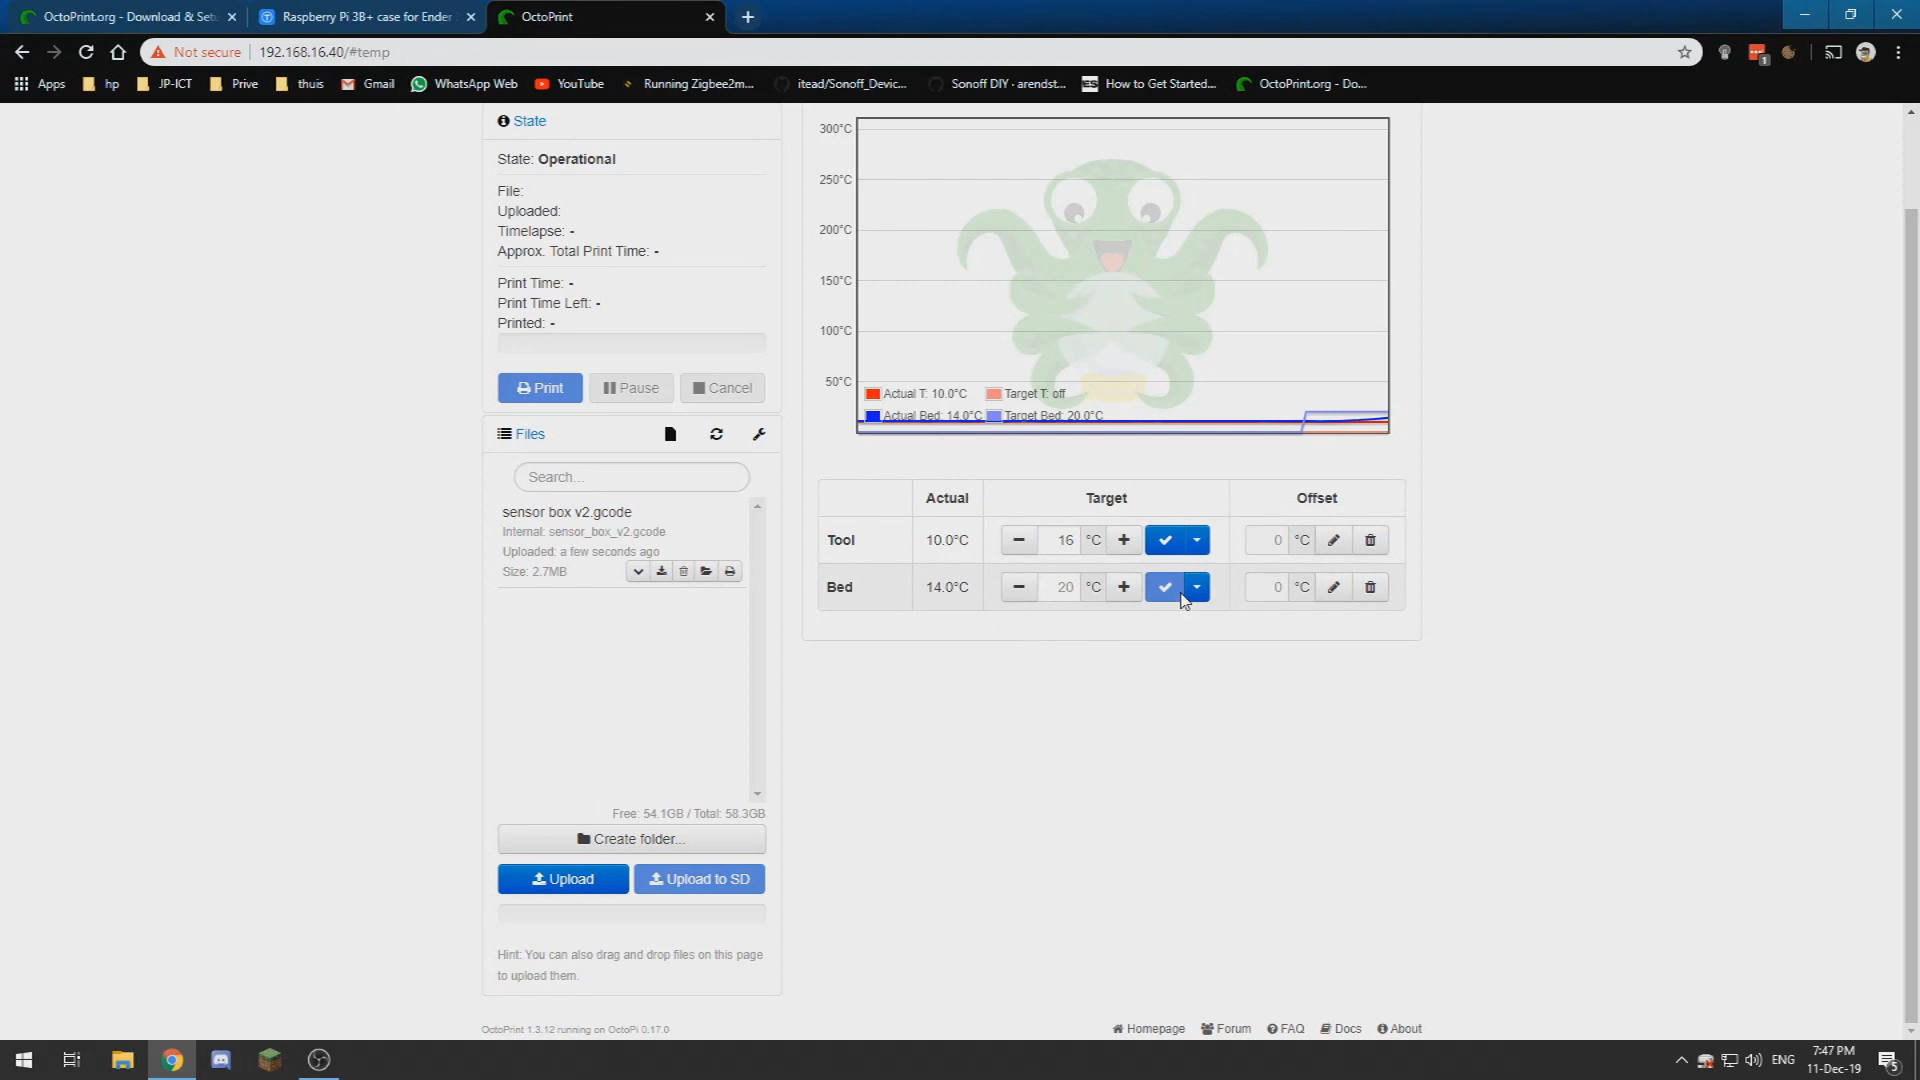 OctoPrint.org - Download & Set
Raspberry Pi 3B+ case for Ender
OctoPrint
Not secure
192.168.16.40/#temp
1
Apps
hp
JP-ICT
Prive
thuis
Gmail
WhatsApp Web
YouTube
Running Zigbee2m...
itead/Sonoff_Devic...
Sonoff DIY · arendst...
ES
How to Get Started...
OctoPrint.org - Do...
State
State: Operational
File:
Uploaded:
Timelapse: -
Approx. Total Print Time: -
Print Time: -
Print Time Left: -
Printed: -
Print
Pause
Cancel
Files
Search...
sensor box v2.gcode
Internal: sensor_box_v2.gcode
Uploaded: a few seconds ago
Size: 2.7MB
Free: 54.1GB / Total: 58.3GB
Create folder...
Upload
Upload to SD
Hint: You can also drag and drop files on this page
to upload them.
300°C
250°C
200°C
150°C
100°C
50°C
Actual T: 10.0°C
Target T: off
Actual Bed: 14.0°C
Target Bed: 20.0°C
Actual
Target
Offset
Tool
10.0°C
16 °C
0 °C
Bed
14.0°C
20 °C
0 °C
OctoPrint 1.3.12 running on OctoPi 0.17.0
Homepage
Forum
FAQ
Docs
About
ENG
7:47 PM
11-Dec-19
5